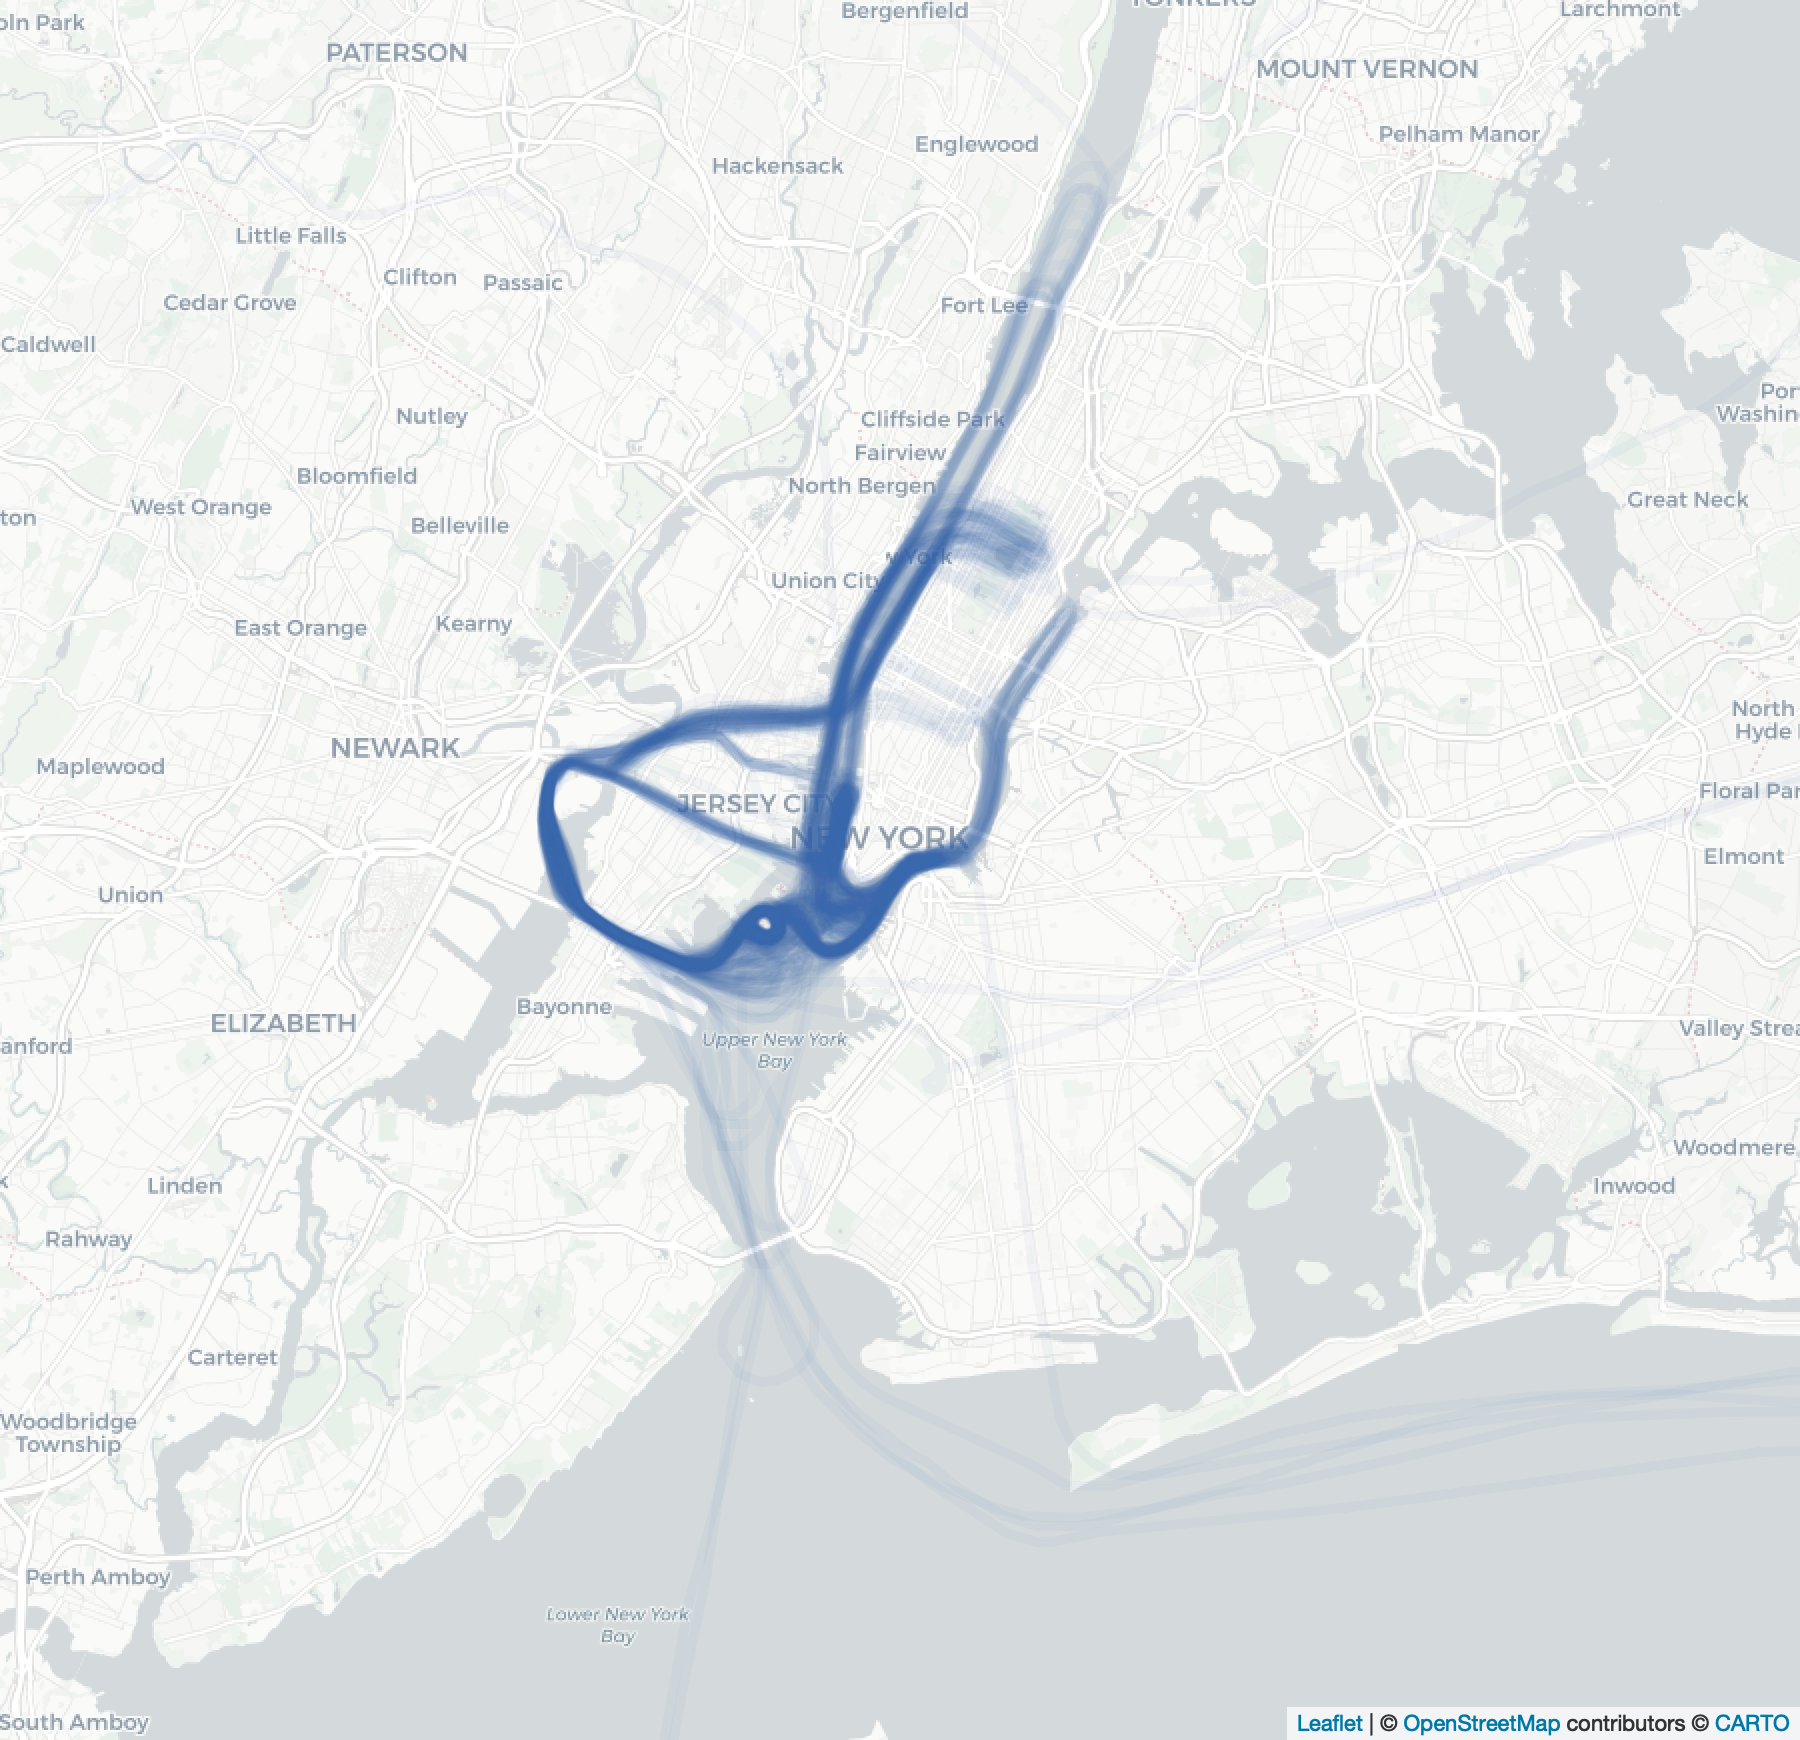 oln Park
Bergenfield
YONKERS
Larchmont
PATERSON
MOUNT VERNON
Pelham Manor
Englewood
Hackensack
Little Falls
Clifton
Passaic
Cedar Grove
Fort Lee
Caldwell
Nutley
Cliffside Park
Por
Washin
Fairview
Bloomfield
North Bergen
West Orange
Great Neck
ton
Belleville
w York
Union City
East Orange
Kearny
North
Hyde
NEWARK
Maplewood
JERSEY CITY
Floral Par
NEW YORK
Elmont
Union
Bayonne
ELIZABETH
Upper New York
Bay
Valley Strea
anford
Woodmere
Linden
Inwood
Rahway
Carteret
Woodbridge
Township
Perth Amboy
Lower New York
Bay
South Amboy
Leaflet | © OpenStreetMap contributors © CARTO